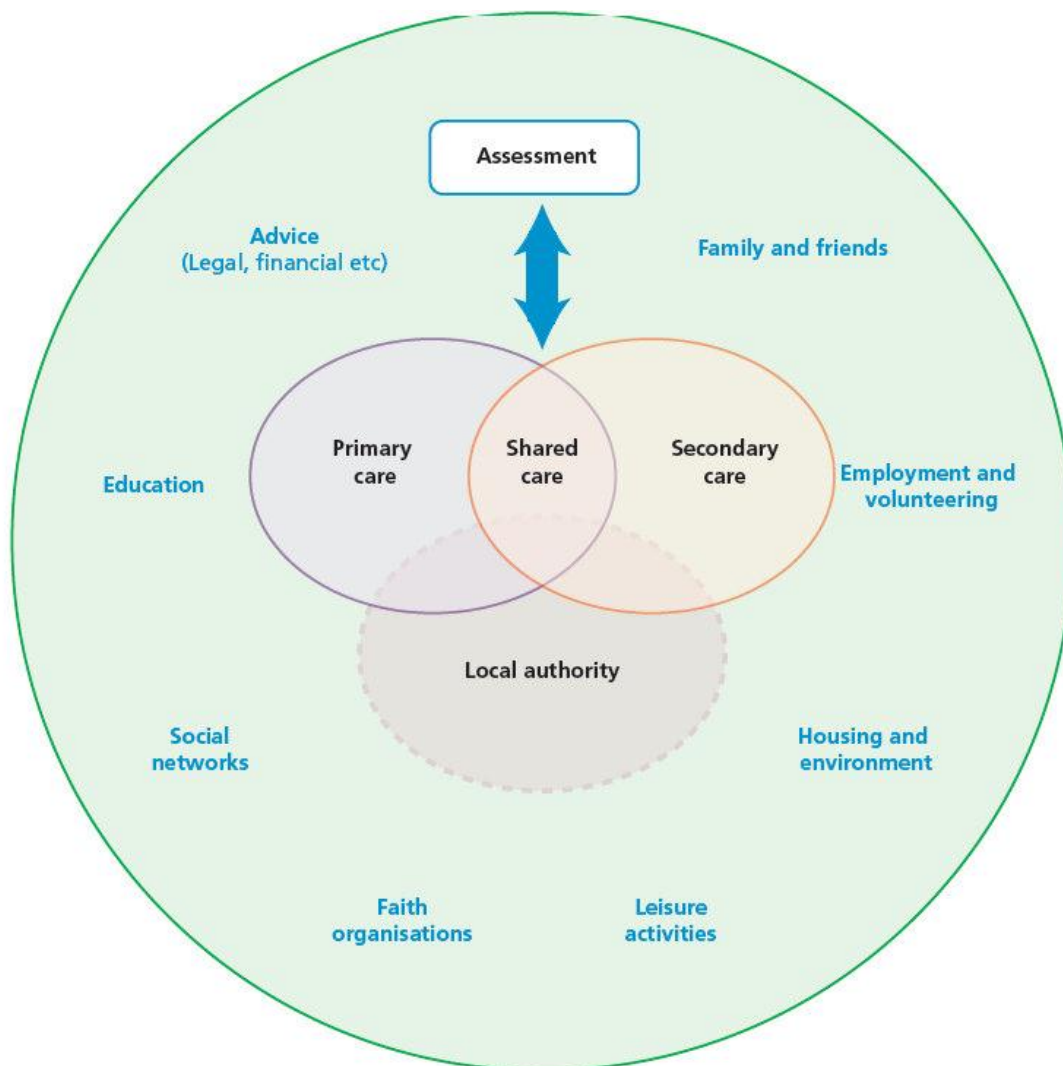 Assessment
Advice
(Legal, financial etc)
Family and friends
Primary
care
Shared
care
Secondary
care
Education
Employment and
volunteering
Local authority
Social
networks
Housing and
environment
Faith
organisations
Leisure
activities